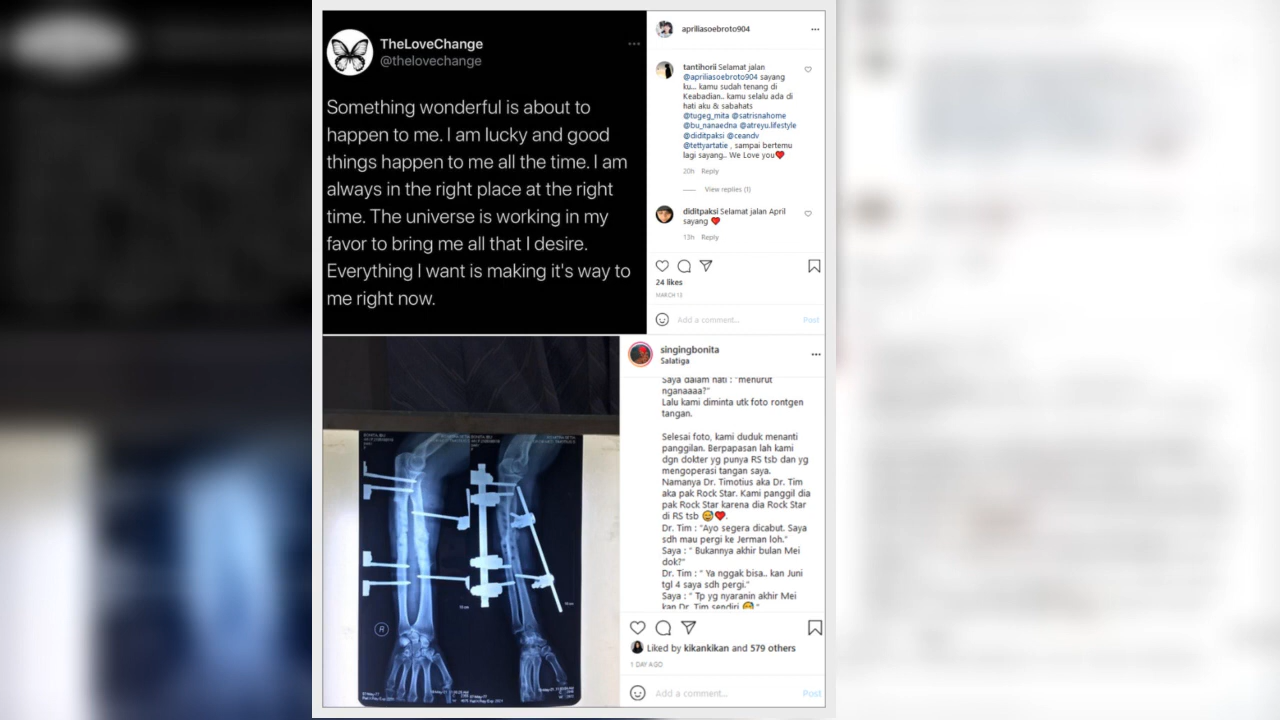 TheLoveChange
@thelovechange
Something wonderful is about to
happen to me. I am lucky and good
things happen to me all the time. I am
always in the right place at the right
time. The universe is working in my
favor to bring me all that I desire.
Everything I want is making it's way to
me right now.
apriliasoebroto904
tantihorii Selamat jalan
@apriliasoebroto904 sayang
ku... kamu sudah tenang di
Keabadian.. kamu selalu ada di
hati aku & sabahats
@tugeg_mita @satrisnahome
@bu_nanaedna @atreyu.lifestyle
@diditpaksi @ceandv
@tettyartatie , sampai bertemu
lagi sayang.. We Love you❤️
20h Reply
View replies (1)
diditpaksi Selamat jalan April
sayang ❤️
13h Reply
24 likes
MARCH 13
Add a comment...
Post
singingbonita
Salatiga
Saya dalam hati : "menurut
nganaaaa?"
Lalu kami diminta utk foto rontgen
tangan.
Selesai foto, kami duduk menanti
panggilan. Berpapasan lah kami
dgn dokter yg punya RS tsb dan yg
mengoperasi tangan saya.
Namanya Dr. Timotius aka Dr. Tim
aka pak Rock Star. Kami panggil dia
pak Rock Star karena dia Rock Star
di RS tsb 😅❤️.
Dr. Tim : "Ayo segera dicabut. Saya
sdh mau pergi ke Jerman loh."
Saya : " Bukannya akhir bulan Mei
dok?"
Dr. Tim : " Ya nggak bisa.. kan Juni
tgl 4 saya sdh pergi."
Saya : " Tp yg nyaranin akhir Mei
kan Dr. Tim sendiri 😅 "
Liked by kikankikan and 579 others
1 DAY AGO
Add a comment...
Post
R